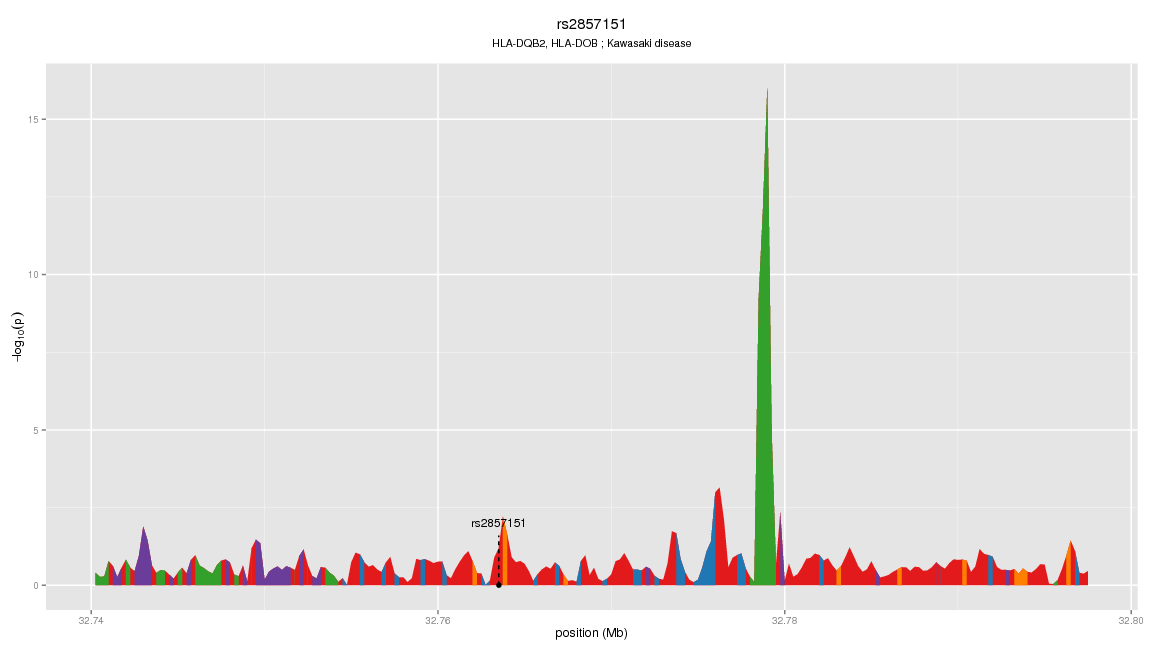 rs2857151
HLA-DQB2, HLA-DOB ; Kawasaki disease
−log10(p)
15
10
5
0
rs2857151
32.74
32.76
32.78
32.80
position (Mb)